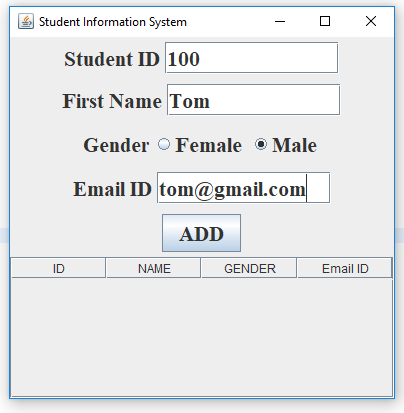 Student Information System
Student ID 100
First Name Tom
Gender Female Male
Email ID tom@gmail.com
ADD
ID NAME GENDER Email ID